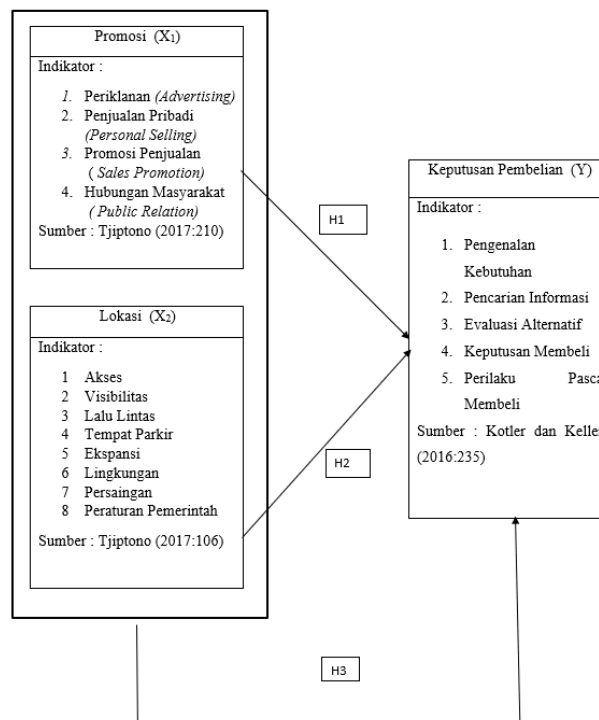 Promosi (X₁)
Indikator :
1. Periklanan (Advertising)
2. Penjualan Pribadi
(Personal Selling)
3. Promosi Penjualan
( Sales Promotion)
4. Hubungan Masyarakat
( Public Relation)
Sumber : Tjiptono (2017:210)
Lokasi (X₂)
Indikator :
1 Akses
2 Visibilitas
3 Lalu Lintas
4 Tempat Parkir
5 Ekspansi
6 Lingkungan
7 Persaingan
8 Peraturan Pemerintah
Sumber : Tjiptono (2017:106)
H1
H2
H3
Keputusan Pembelian (Y)
Indikator :
1. Pengenalan
Kebutuhan
2. Pencarian Informasi
3. Evaluasi Alternatif
4. Keputusan Membeli
5. Perilaku Pasca
Membeli
Sumber : Kotler dan Keller
(2016:235)